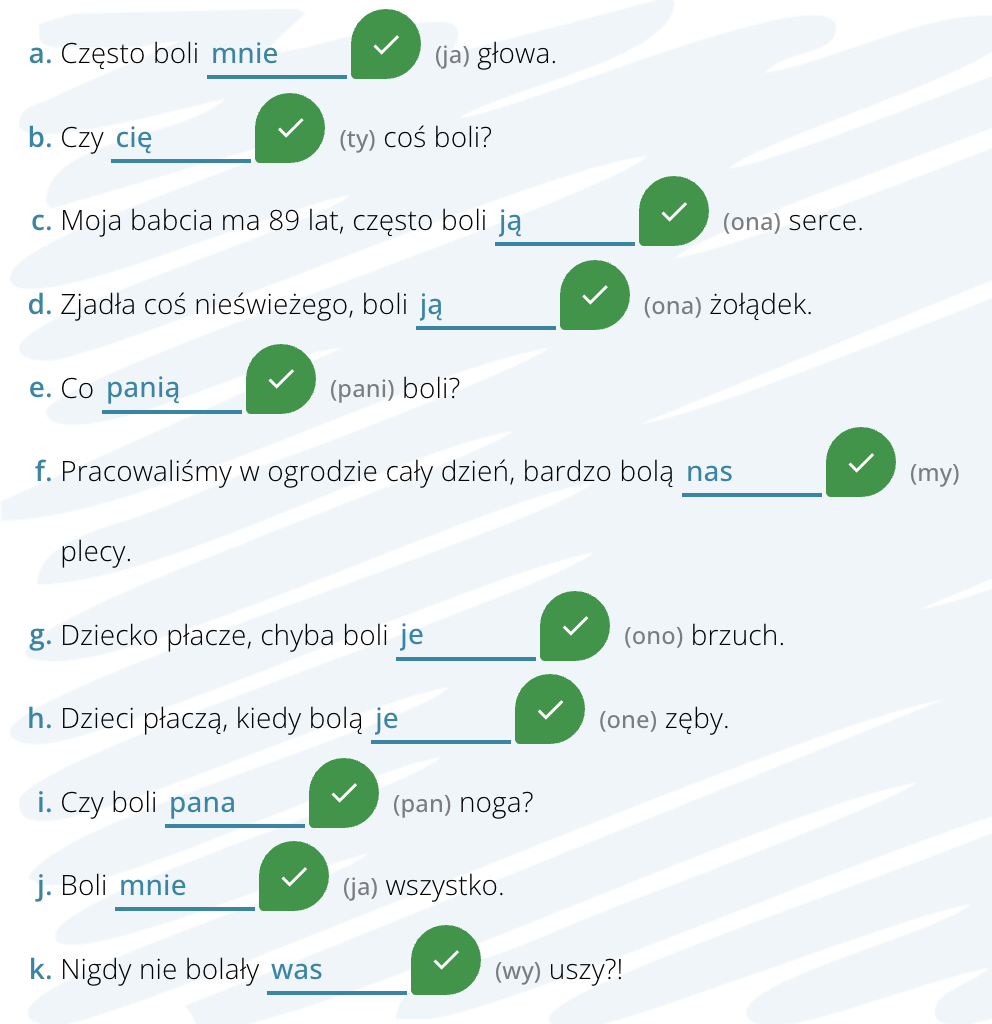 a. Często boli mnie (ja) głowa.
b. Czy cię (ty) coś boli?
c. Moja babcia ma 89 lat, często boli ją (ona) serce.
d. Zjadła coś nieświeżego, boli ją (ona) żołądek.
e. Co panią (pani) boli?
f. Pracowaliśmy w ogrodzie cały dzień, bardzo bolą nas (my)
plecy.
g. Dziecko płacze, chyba boli je (ono) brzuch.
h. Dzieci płaczą, kiedy bolą je (one) zęby.
i. Czy boli pana (pan) noga?
j. Boli mnie (ja) wszystko.
k. Nigdy nie bolały was (wy) uszy?!